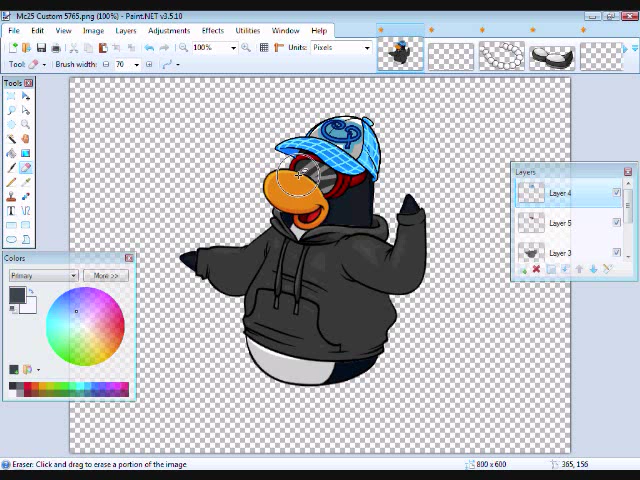 Mc25 Custom 5765.png (100%) - Paint.NET v3.5.10
File Edit View Image Layers Adjustments Effects Utilities Window Help
100% Units: Pixels
Tool: Brush width: 70
Tools
Layers
Layer 4
Layer 5
Layer 3
Colors
Primary More >>
Eraser: Click and drag to erase a portion of the image 800 x 600 365, 156